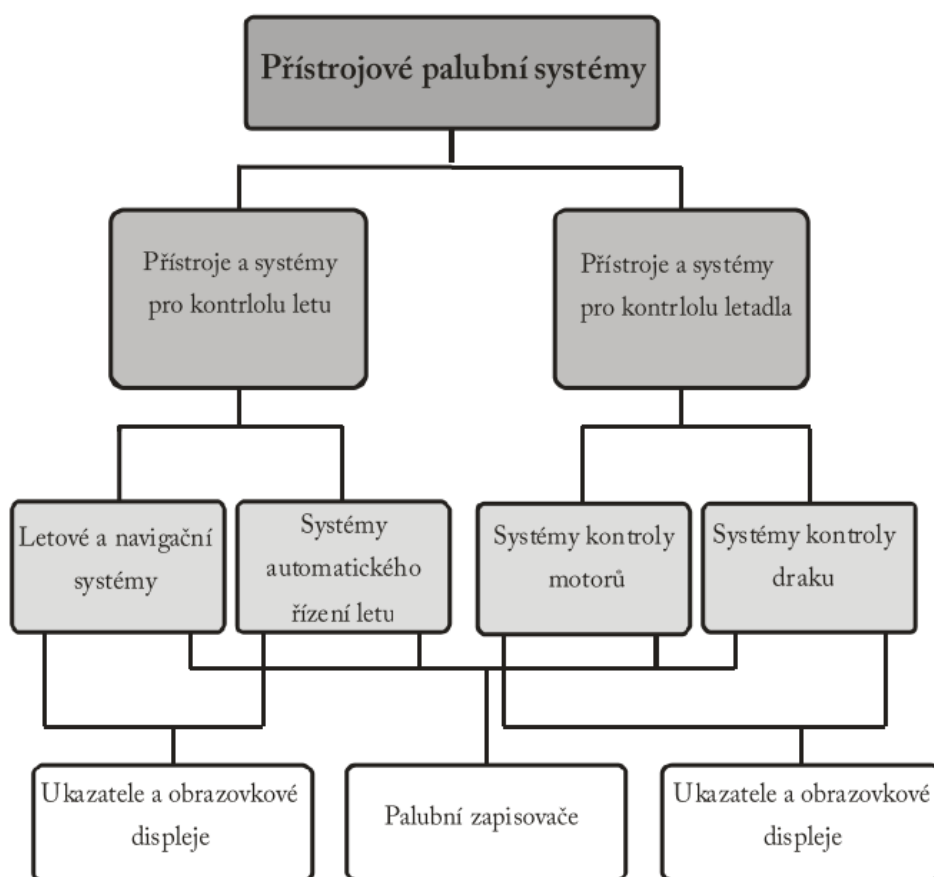 Přístrojové palubní systémy
Přístroje a systémy
pro kontrlolu letu
Přístroje a systémy
pro kontrlolu letadla
Letové a navigační
systémy
Systémy
automatického
řízení letu
Systémy kontroly
motorů
Systémy kontroly
draku
Ukazatele a obrazovkové
displeje
Palubní zapisovače
Ukazatele a obrazovkové
displeje